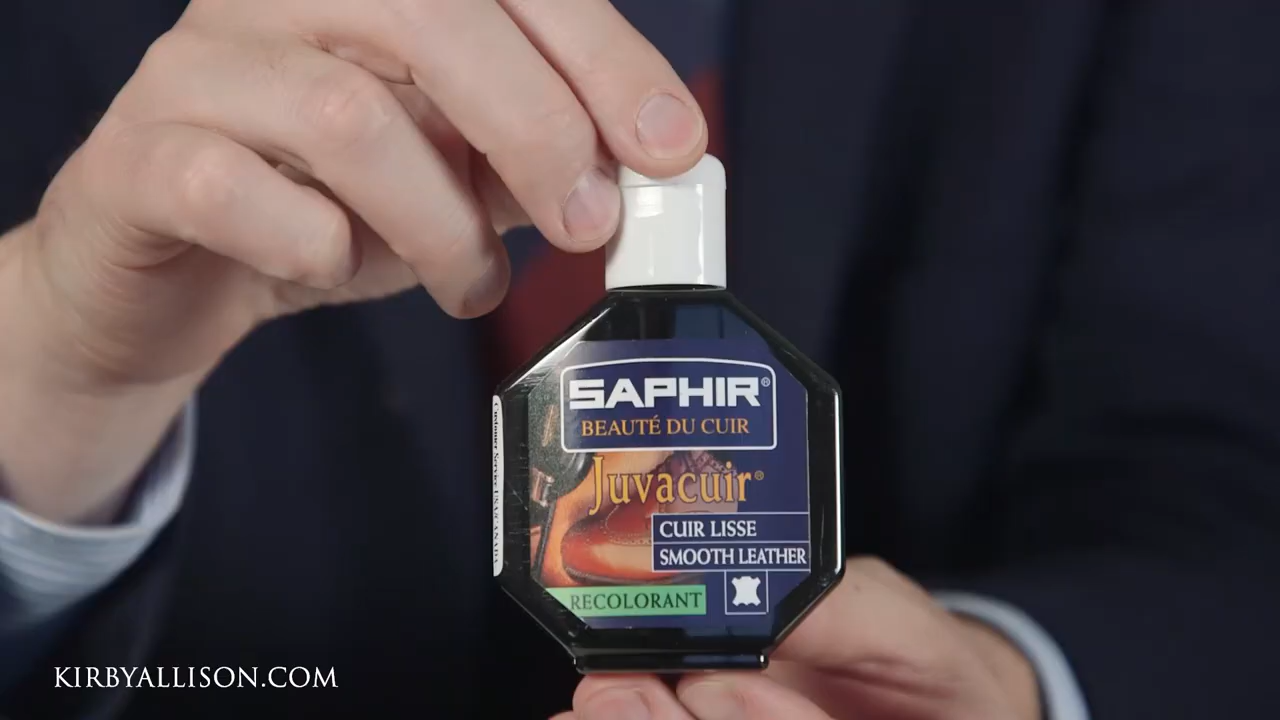 SAPHIR®
BEAUTÉ DU CUIR
Juvacuir®
CUIR LISSE
SMOOTH LEATHER
RECOLORANT
KIRBYALLISON.COM